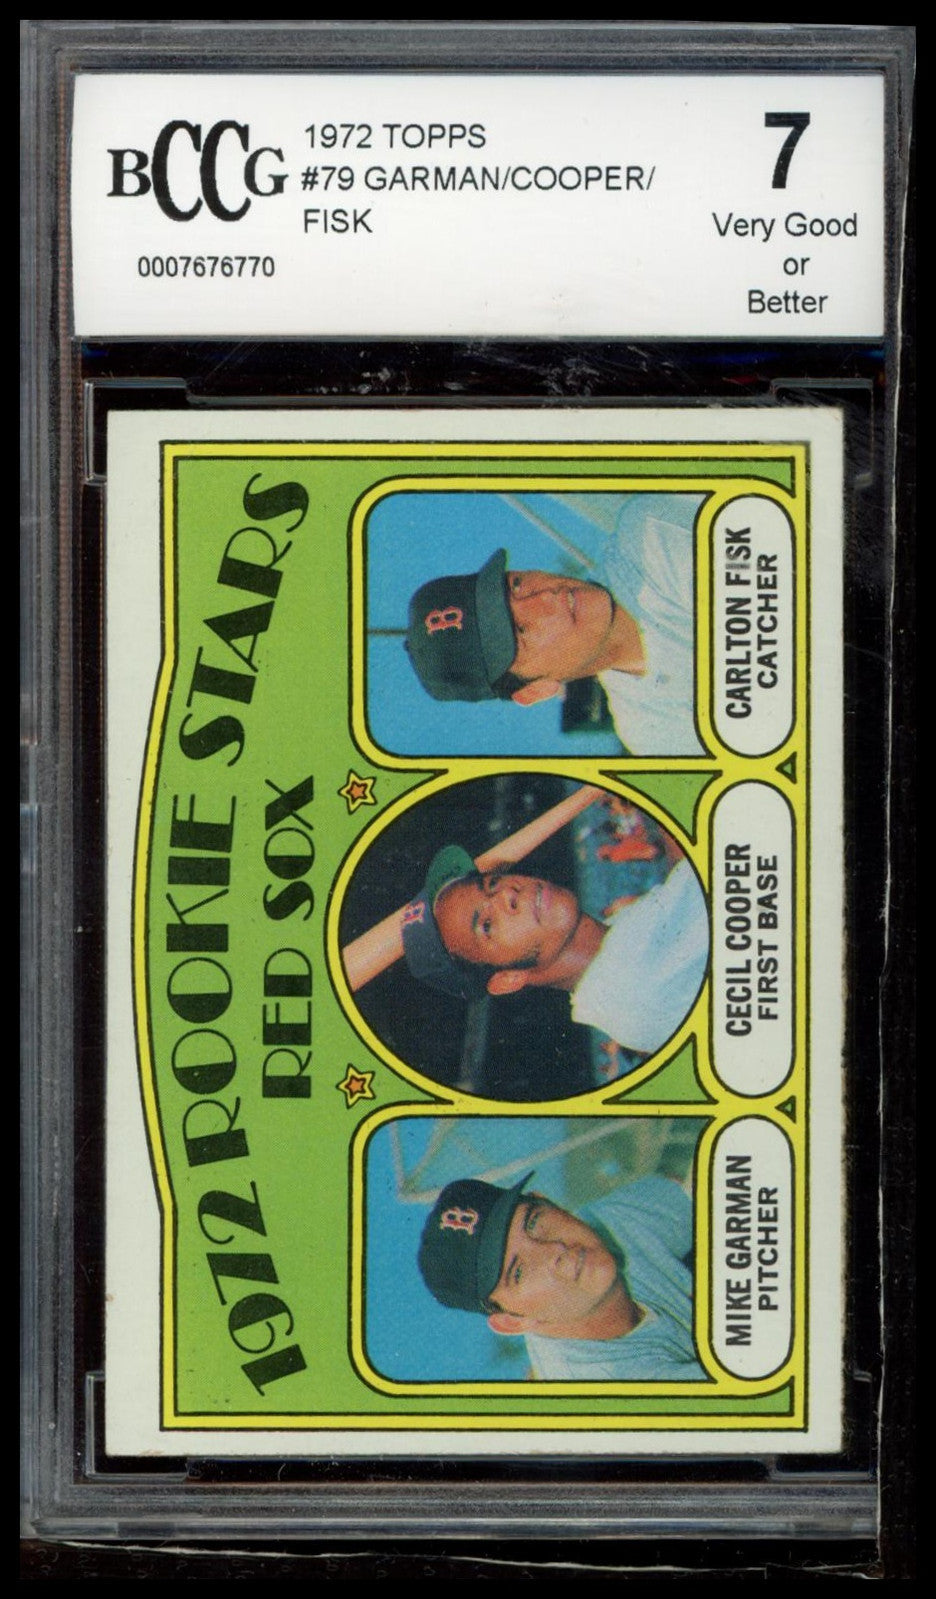 BCCG
1972 TOPPS
#79 GARMAN/COOPER/
FISK
0007676770
7
Very Good
or
Better
1972 ROOKIE STARS
RED SOX
B
B
B
MIKE GARMAN
PITCHER
CECIL COOPER
FIRST BASE
CARLTON FISK
CATCHER